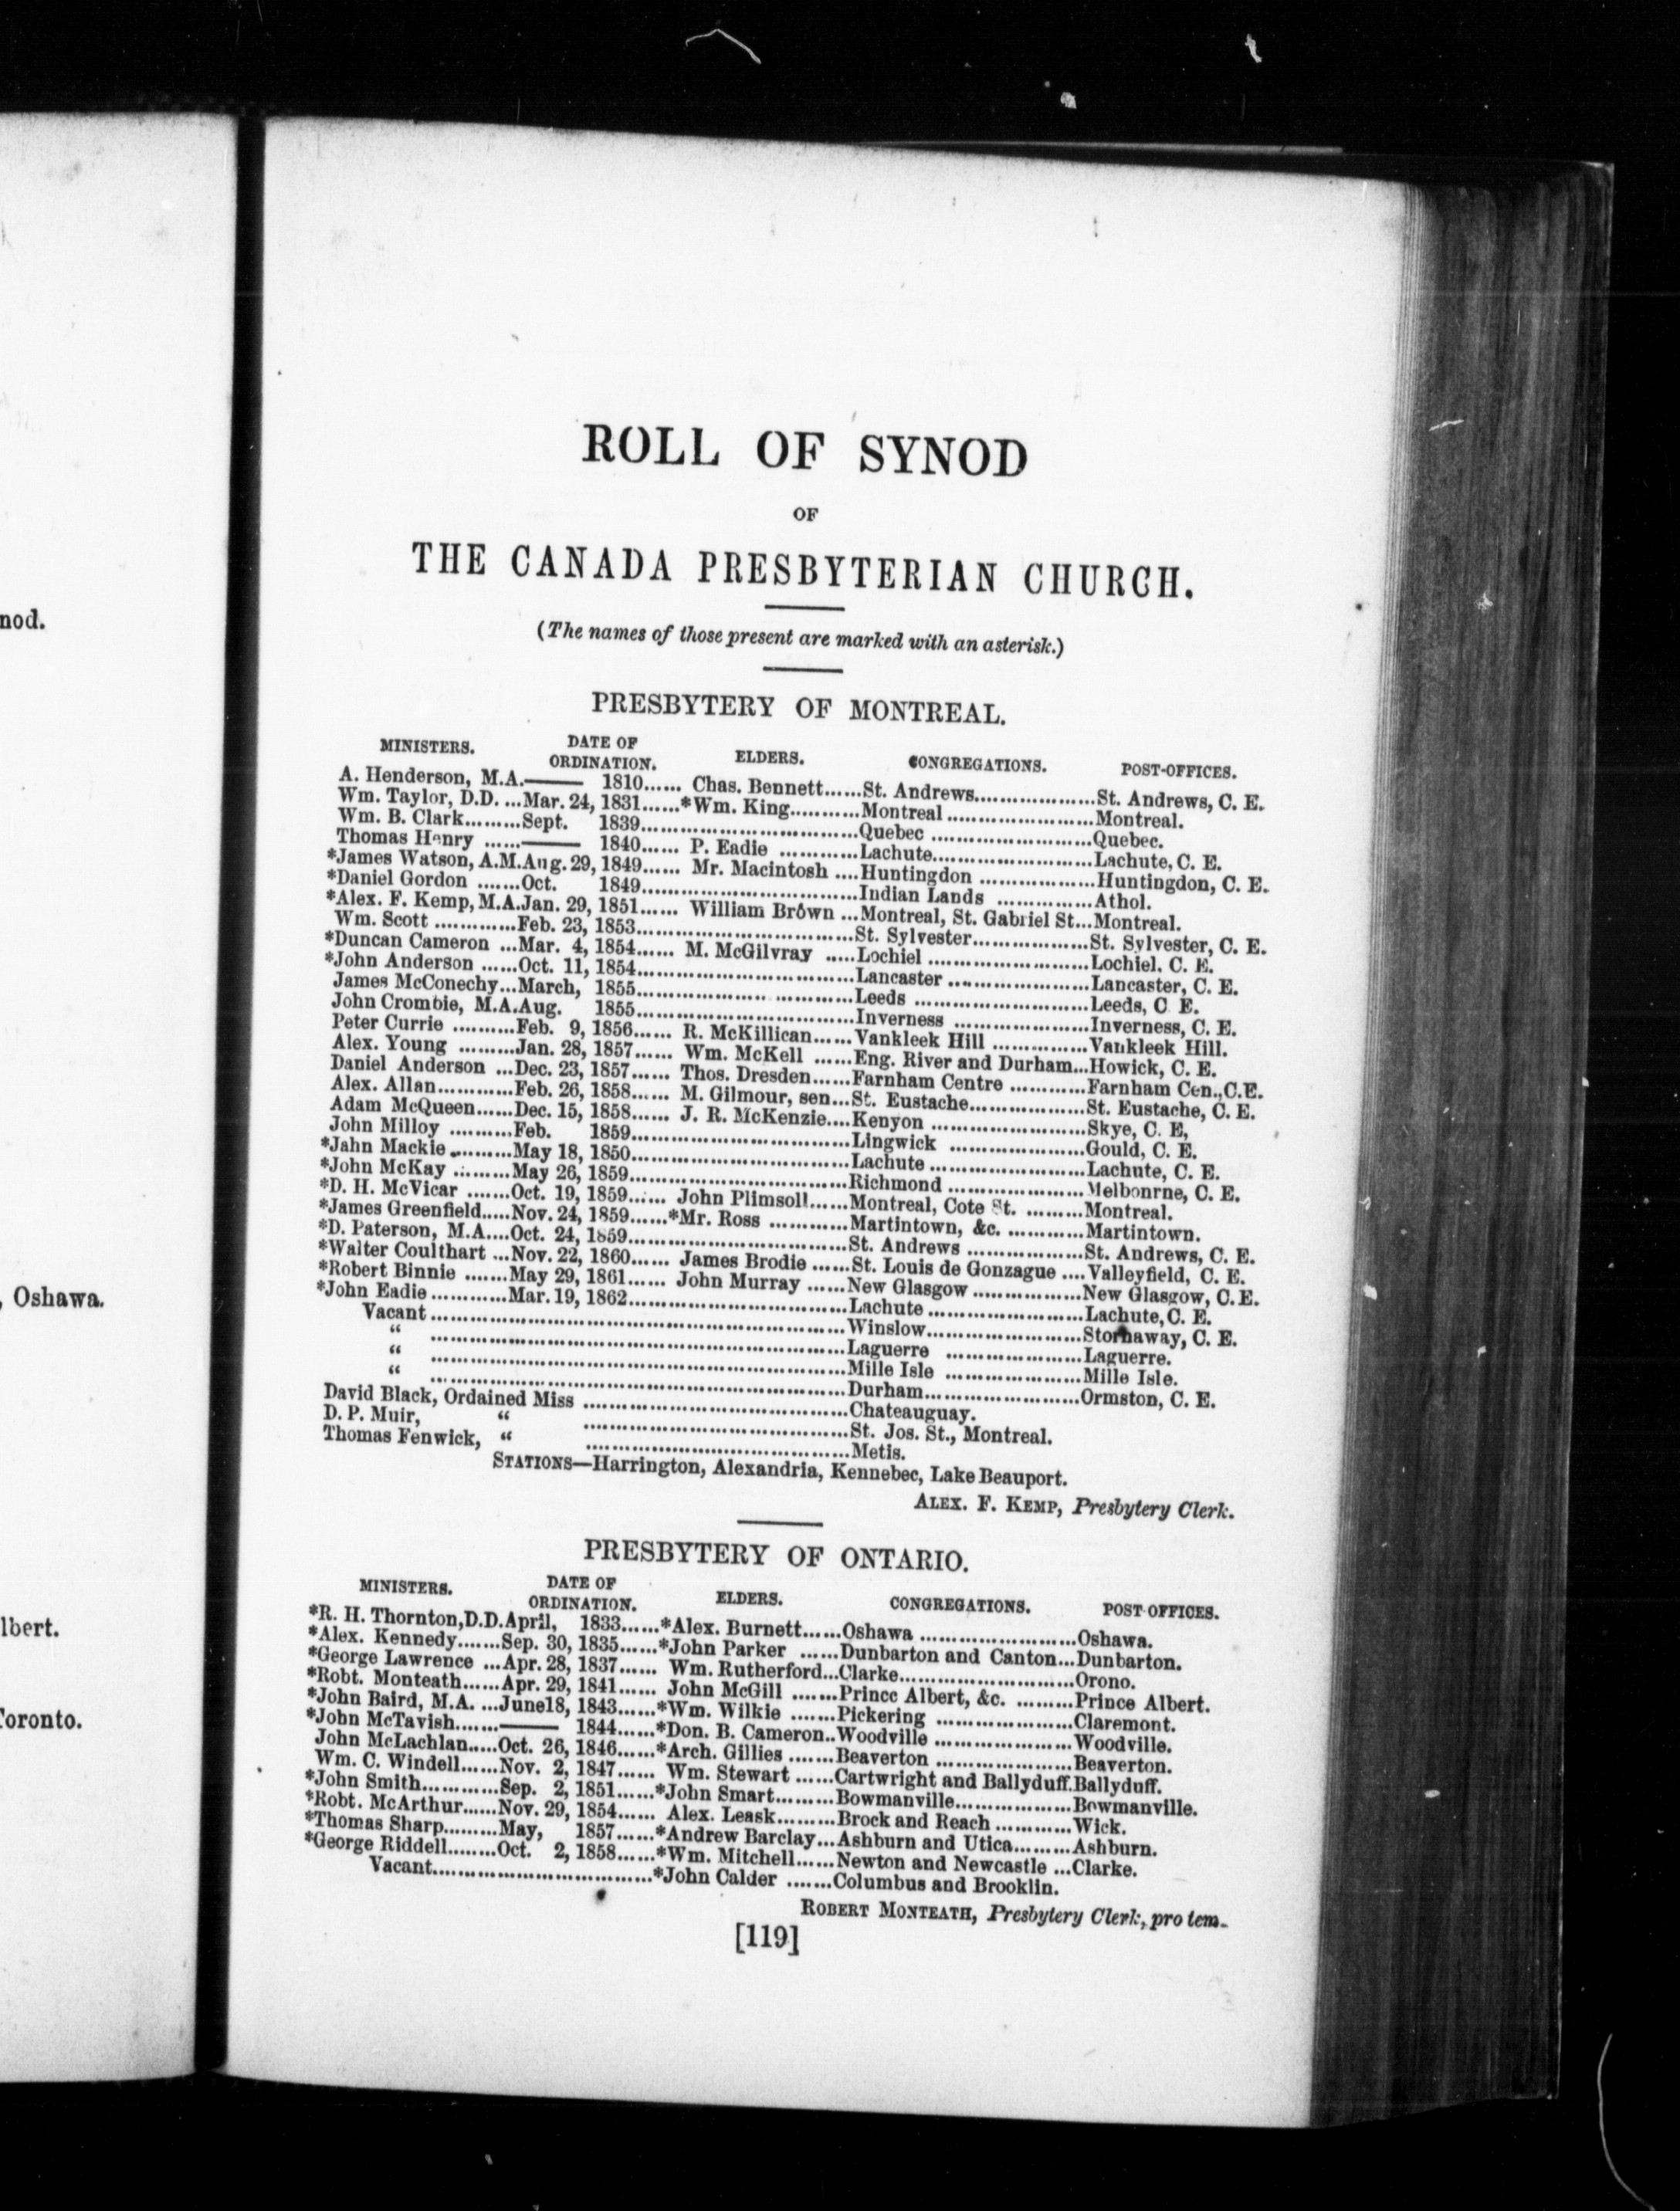 nod.
, Oshawa.
lbert.
oronto.
ROLL OF SYNOD
OF
THE CANADA PRESBYTERIAN CHURCH.
(The names of those present are marked with an asterisk.)
PRESBYTERY OF MONTREAL.
MINISTERS. DATE OF ORDINATION. ELDERS. CONGREGATIONS. POST-OFFICES.
A. Henderson, M.A.—— 1810...... Chas. Bennett......St. Andrews..................St. Andrews, C. E.
Wm. Taylor, D.D. ...Mar. 24, 1831......*Wm. King...........Montreal ......................Montreal.
Wm. B. Clark.........Sept. 1839.................................Quebec .........................Quebec.
Thomas Henry ......—— 1840...... P. Eadie ............Lachute........................Lachute, C. E.
*James Watson, A.M.Aug. 29, 1849...... Mr. Macintosh ....Huntingdon ..................Huntingdon, C. E.
*Daniel Gordon .......Oct. 1849.................................Indian Lands ...............Athol.
*Alex. F. Kemp, M.A.Jan. 29, 1851...... William Brown ...Montreal, St. Gabriel St...Montreal.
Wm. Scott .............Feb. 23, 1853.................................St. Sylvester..................St. Sylvester, C. E.
*Duncan Cameron ...Mar. 4, 1854...... M. McGilvray .....Lochiel .........................Lochiel, C. E.
*John Anderson ......Oct. 11, 1854.................................Lancaster ......................Lancaster, C. E.
James McConechy...March, 1855.................................Leeds ...........................Leeds, C. E.
John Crombie, M.A.Aug. 1855.................................Inverness .....................Inverness, C. E.
Peter Currie ..........Feb. 9, 1856...... R. McKillican......Vankleek Hill ...............Vankleek Hill.
Alex. Young .........Jan. 28, 1857...... Wm. McKell ......Eng. River and Durham...Howick, C. E.
Daniel Anderson ...Dec. 23, 1857...... Thos. Dresden......Farnham Centre ............Farnham Cen.,C.E.
Alex. Allan............Feb. 26, 1858...... M. Gilmour, sen...St. Eustache..................St. Eustache, C. E.
Adam McQueen......Dec. 15, 1858...... J. R. McKenzie....Kenyon ........................Skye, C. E,
John Milloy ..........Feb. 1859.................................Lingwick .....................Gould, C. E.
*Jahn Mackie..........May 18, 1850.................................Lachute ........................Lachute, C. E.
*John McKay .........May 26, 1859.................................Richmond .....................Melbonrne, C. E.
*D. H. McVicar .......Oct. 19, 1859...... John Plimsoll......Montreal, Cote St. .........Montreal.
*James Greenfield.....Nov. 24, 1859......*Mr. Ross ............Martintown, &c. ............Martintown.
*D. Paterson, M.A....Oct. 24, 1859.................................St. Andrews ..................St. Andrews, C. E.
*Walter Coulthart ...Nov. 22, 1860...... James Brodie ......St. Louis de Gonzague ....Valleyfield, C. E.
*Robert Binnie .......May 29, 1861...... John Murray ......New Glasgow .................New Glasgow, C. E.
*John Eadie............Mar. 19, 1862.................................Lachute ........................Lachute, C. E.
Vacant ................................................................Winslow........................Stornaway, C. E.
“ ................................................................Laguerre .....................Laguerre.
“ ................................................................Mille Isle .....................Mille Isle.
“ ................................................................Durham........................Ormston, C. E.
David Black, Ordained Miss .........................................Chateauguay.
D. P. Muir, “ .........................................St. Jos. St., Montreal.
Thomas Fenwick, “ .........................................Metis.
STATIONS—Harrington, Alexandria, Kennebec, Lake Beauport.
ALEX. F. KEMP, Presbytery Clerk.
PRESBYTERY OF ONTARIO.
MINISTERS. DATE OF ORDINATION. ELDERS. CONGREGATIONS. POST OFFICES.
*R. H. Thornton,D.D.April, 1833......*Alex. Burnett......Oshawa ........................Oshawa.
*Alex. Kennedy.......Sep. 30, 1835......*John Parker ......Dunbarton and Canton...Dunbarton.
*George Lawrence ...Apr. 28, 1837...... Wm. Rutherford...Clarke...........................Orono.
*Robt. Monteath......Apr. 29, 1841...... John McGill .......Prince Albert, &c. .........Prince Albert.
*John Baird, M.A. ...June18, 1843......*Wm. Wilkie .......Pickering .....................Claremont.
*John McTavish.......—— 1844......*Don. B. Cameron..Woodville .....................Woodville.
John McLachlan.....Oct. 26, 1846......*Arch. Gillies .......Beaverton .....................Beaverton.
Wm. C. Windell......Nov. 2, 1847...... Wm. Stewart ......Cartwright and Ballyduff.Ballyduff.
*John Smith............Sep. 2, 1851......*John Smart.........Bowmanville..................Bowmanville.
*Robt. McArthur......Nov. 29, 1854...... Alex. Leask.........Brock and Reach ............Wick.
*Thomas Sharp.........May, 1857......*Andrew Barclay...Ashburn and Utica.........Ashburn.
*George Riddell........Oct. 2, 1858......*Wm. Mitchell......Newton and Newcastle ...Clarke.
Vacant..................................*John Calder .......Columbus and Brooklin.
ROBERT MONTEATH, Presbytery Clerk, pro tem.
[119]